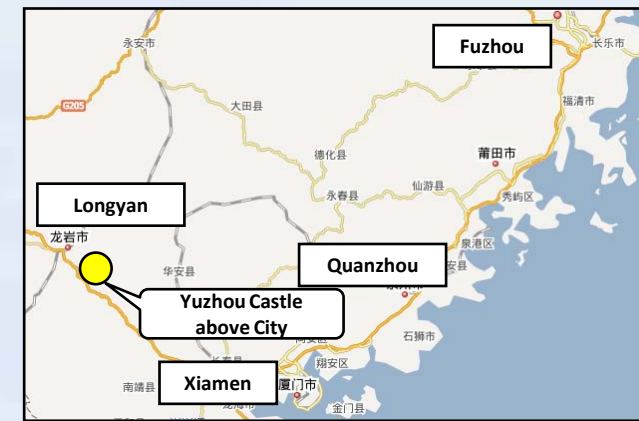 Fuzhou
长乐市
永安市
福清市
G205
大田县
德化县
莆田市
仙游县
永春县
秀屿区
Longyan
龙岩市
泉港区
华安县
Quanzhou
安县
Yuzhou Castle
above City
石狮市
翔安区
Xiamen
厦门市
南靖县
金门县